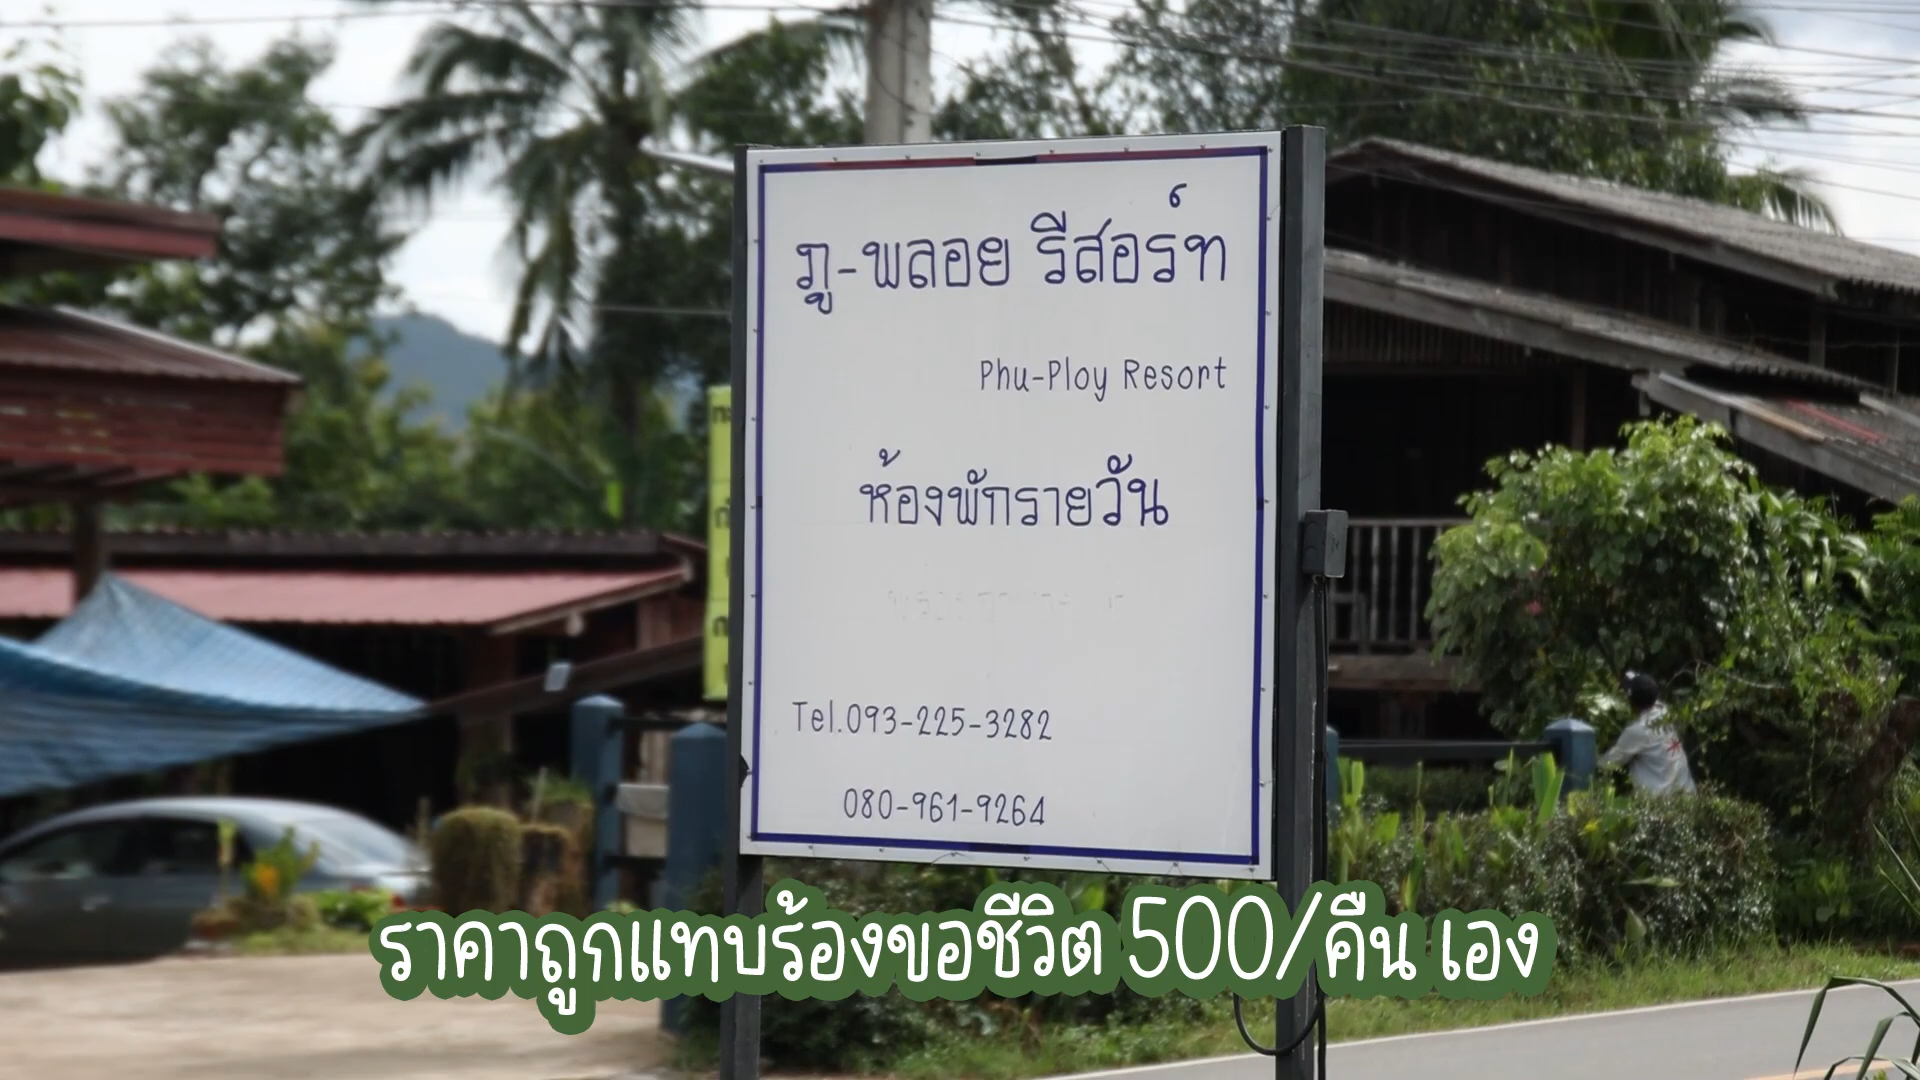 ภู-พลอย รีสอร์ท
Phu-Ploy Resort
ห้องพักรายวัน
Tel.093-225-3282
080-961-9264
ราคาถูกแทบร้องขอชีวิต 500/คืน เอง